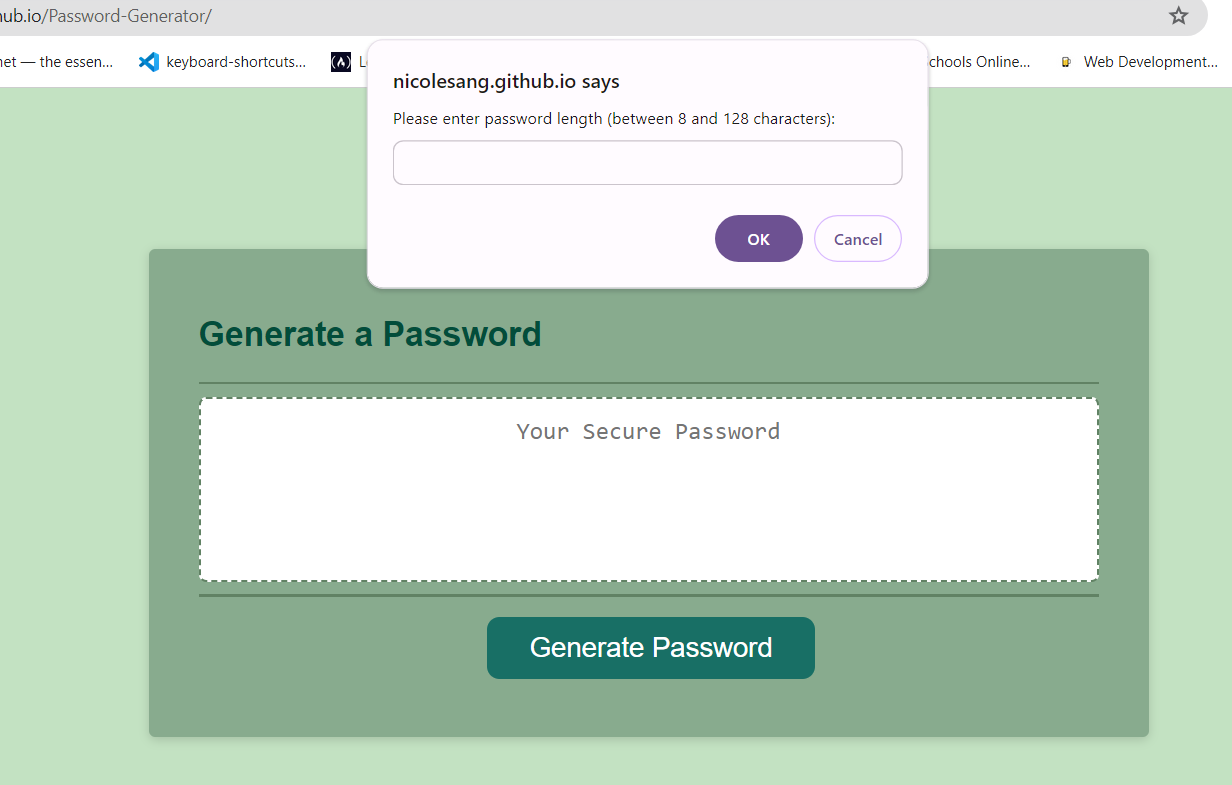 hub.io/Password-Generator/
net — the essen...
keyboard-shortcuts...
chools Online...
Web Development...
nicolesang.github.io says
Please enter password length (between 8 and 128 characters):
OK
Cancel
Generate a Password
Your Secure Password
Generate Password